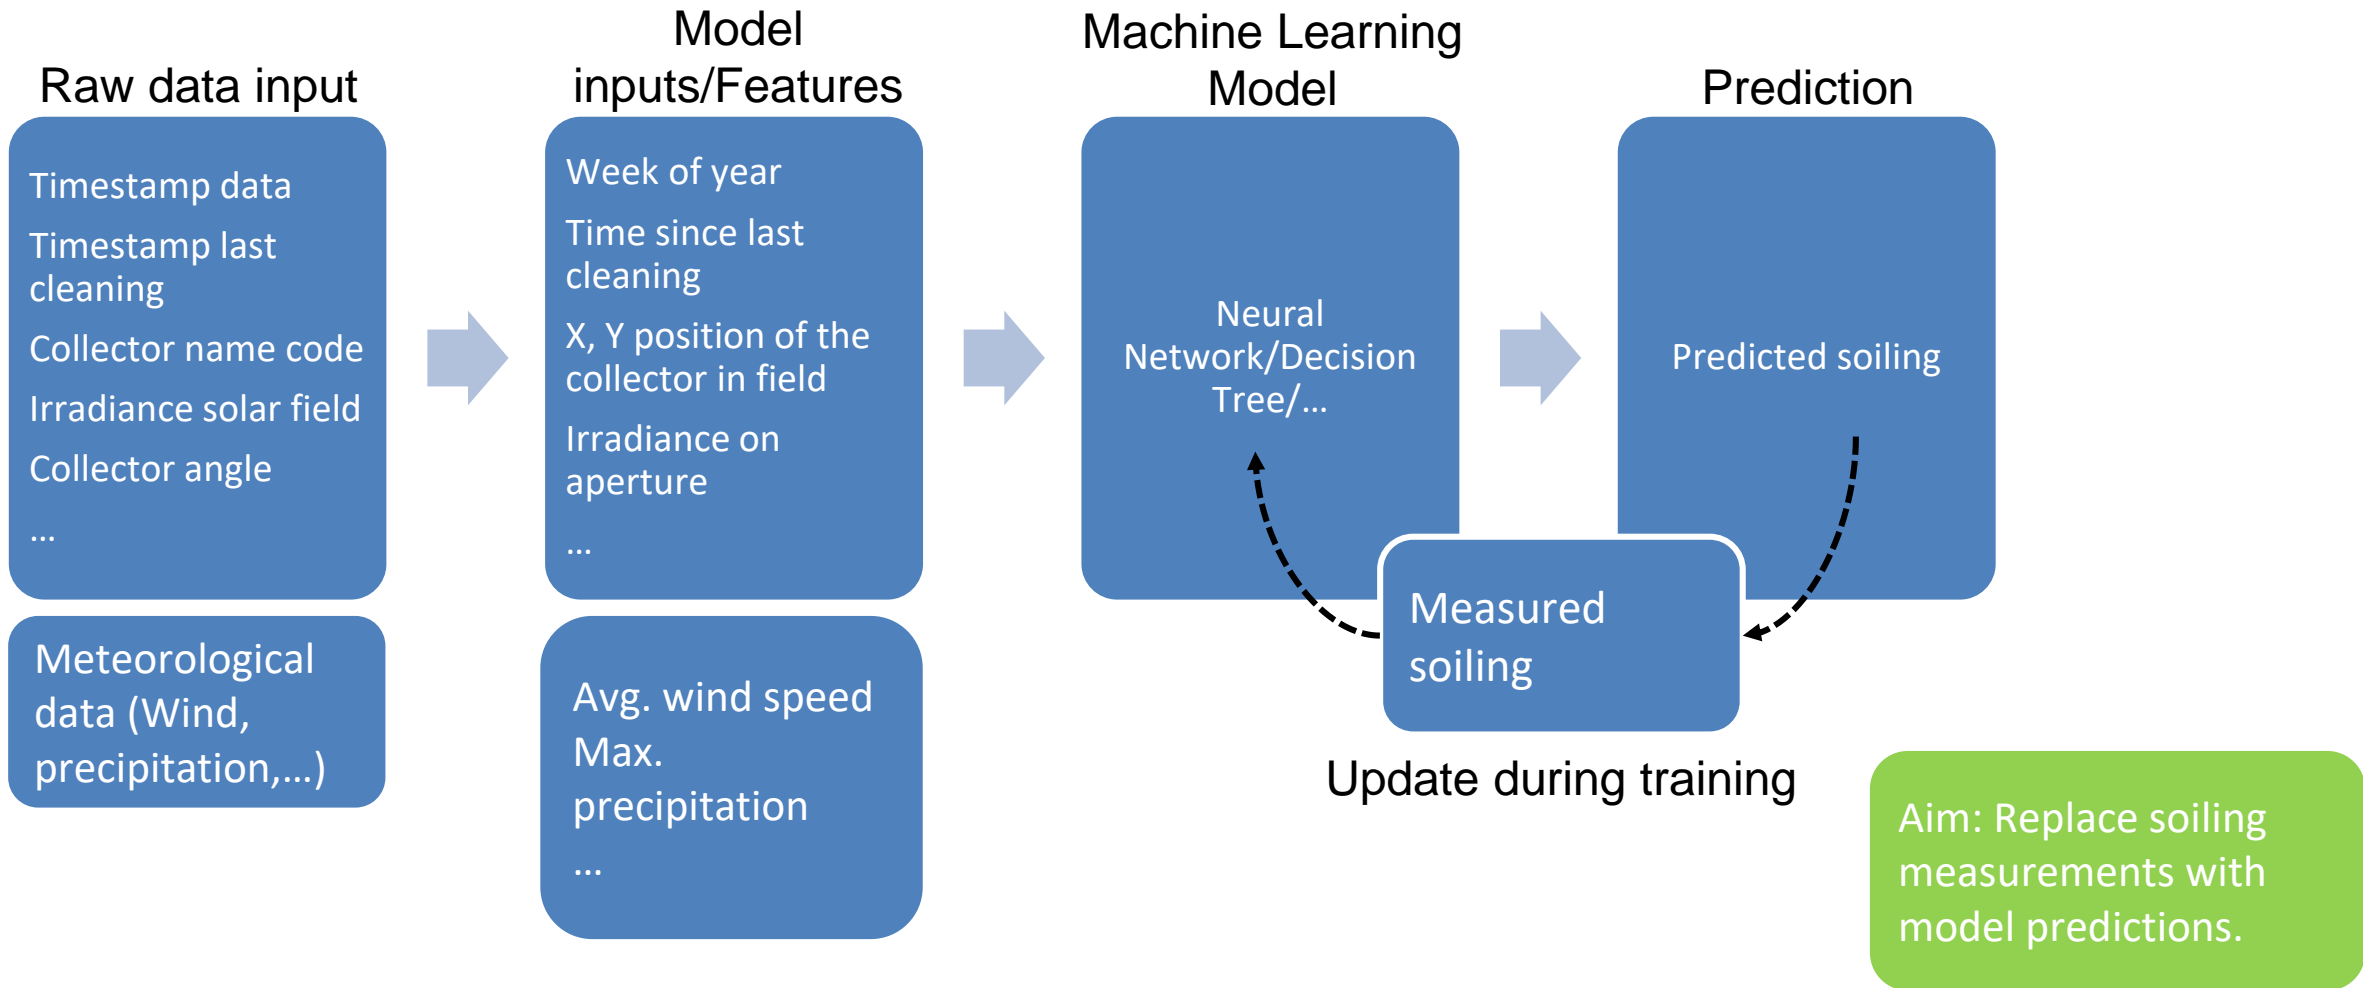 Raw data input
Timestamp data
Timestamp last
cleaning
Collector name code
Irradiance solar field
Collector angle
…
Meteorological
data (Wind,
precipitation,…)
Model
inputs/Features
Week of year
Time since last
cleaning
X, Y position of the
collector in field
Irradiance on
aperture
…
Avg. wind speed
Max.
precipitation
…
Machine Learning
Model
Neural
Network/Decision
Tree/…
Prediction
Predicted soiling
Measured
soiling
Update during training
Aim: Replace soiling
measurements with
model predictions.